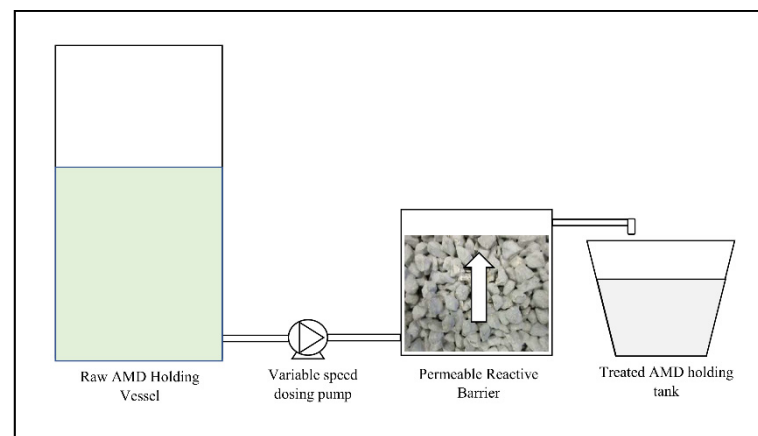 Raw AMD Holding
Vessel
Variable speed
dosing pump
Permeable Reactive
Barrier
Treated AMD holding
tank